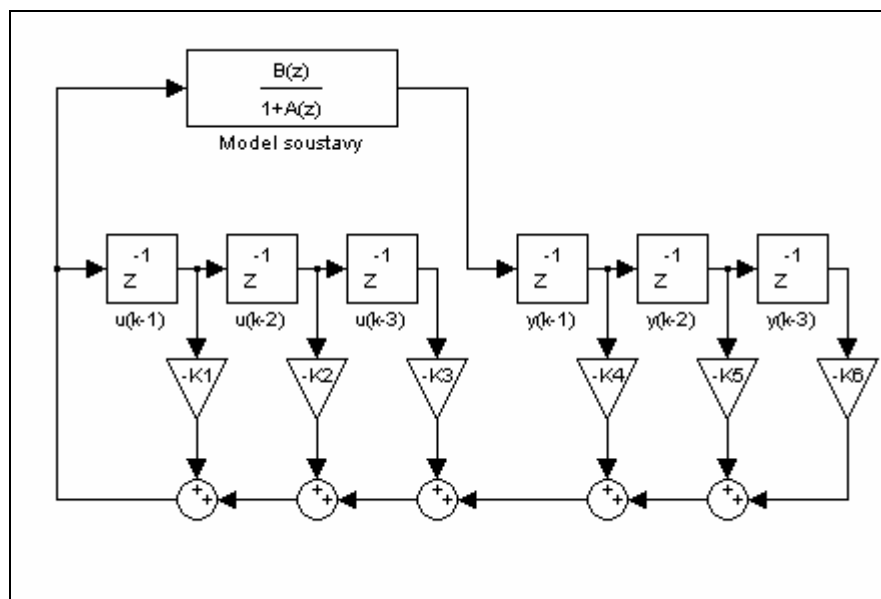 B(z)
1+A(z)
Model soustavy
-1
z
-1
z
-1
z
-1
z
-1
z
-1
z
u(k-1)
u(k-2)
u(k-3)
y(k-1)
y(k-2)
y(k-3)
-K1
-K2
-K3
-K4
-K5
-K6
+
+
+
+
+
+
+
+
+
+